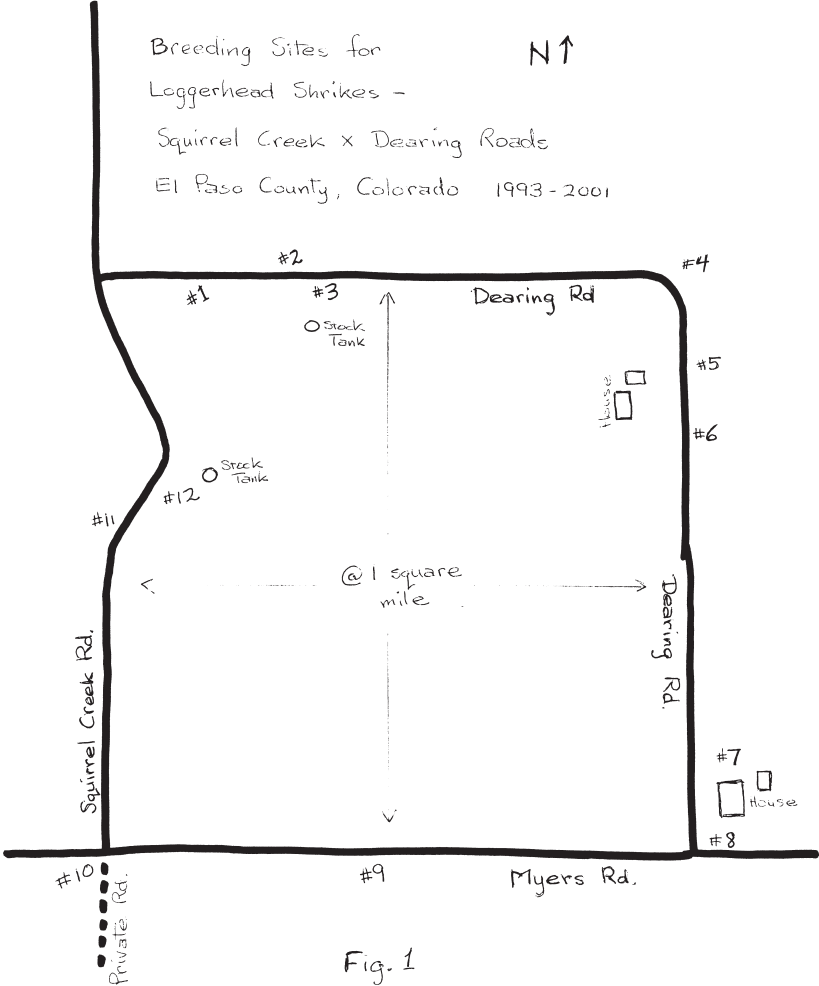 Breeding Sites for
N
Loggerhead Shrikes -
Squirrel Creek x Dearing Roads
El Paso County, Colorado 1993-2001
#2
#4
#1
#3
Dearing Rd
Stock
Tank
#5
House
#6
Stock
Tank
#12
#11
@ 1 square
mile
Dearing Rd.
Squirrel Creek Rd.
#7
House
#8
#10
#9
Myers Rd.
Private Rd.
Fig. 1